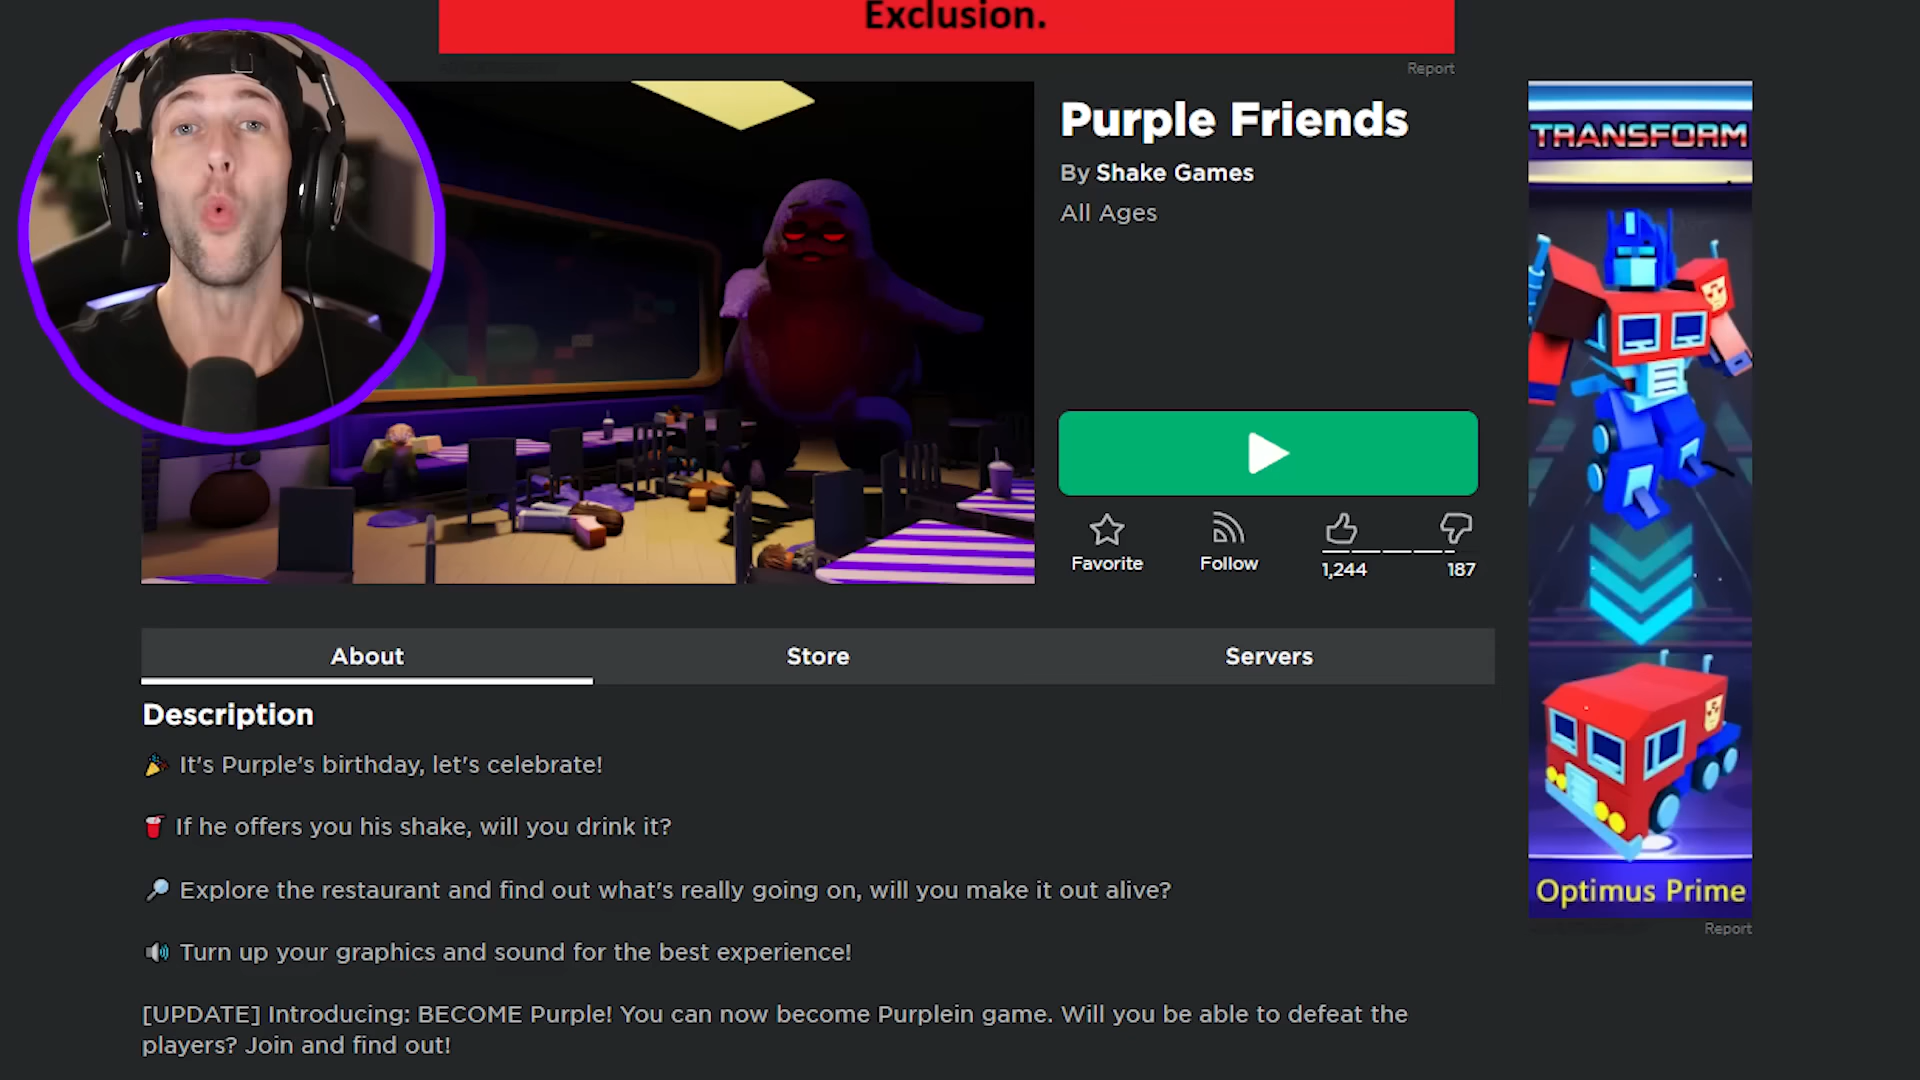 Exclusion.
Report
Purple Friends
By Shake Games
All Ages
Favorite
Follow
1,244
187
TRANSFORM
Optimus Prime
Report
About
Store
Servers
Description
It's Purple's birthday, let's celebrate!
If he offers you his shake, will you drink it?
Explore the restaurant and find out what's really going on, will you make it out alive?
Turn up your graphics and sound for the best experience!
[UPDATE] Introducing: BECOME Purple! You can now become Purplein game. Will you be able to defeat the
players? Join and find out!